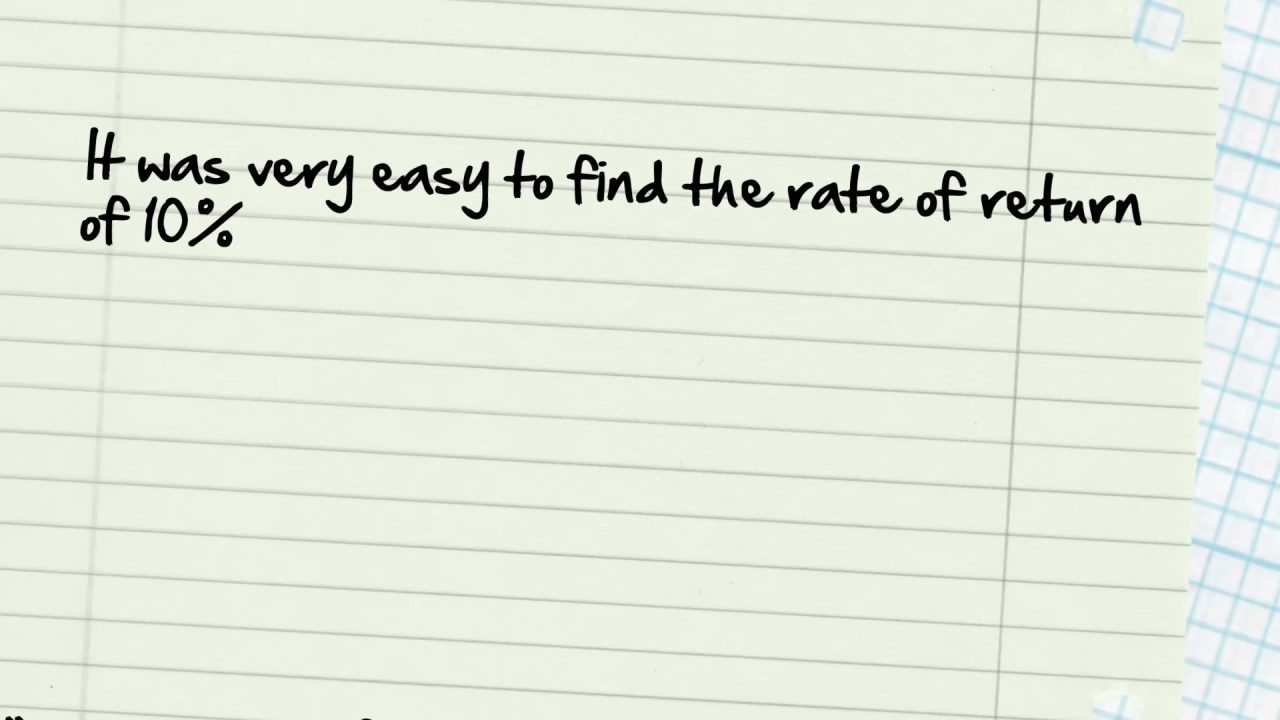 It was very easy to find the rate of return
of 10%